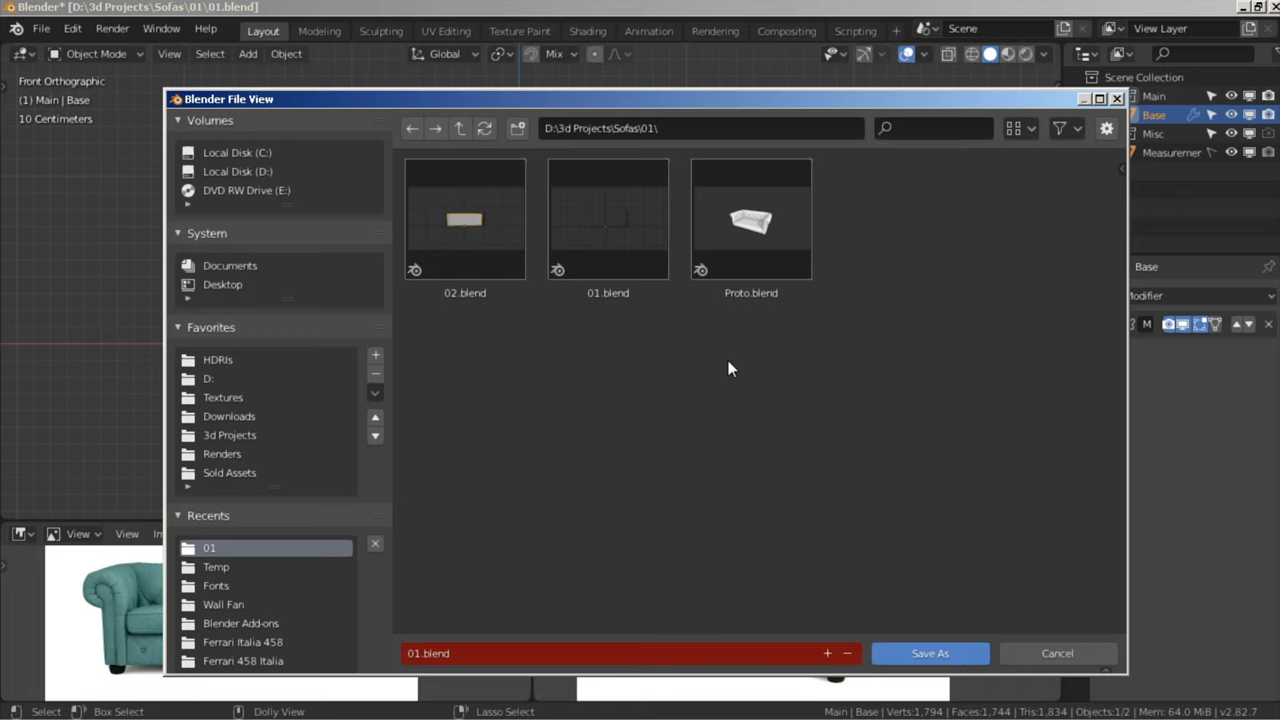 Blender* [D:\3d Projects\Sofas\01\01.blend]
File Edit Render Window Help Layout Modeling Sculpting UV Editing Texture Paint Shading Animation Rendering Compositing Scripting + Scene View Layer
Object Mode View Select Add Object Global Mix
Front Orthographic
(1) Main | Base
10 Centimeters
Scene Collection
Main
Base
Misc
Measuremer
Base
Modifier
M
Blender File View
Volumes
Local Disk (C:)
Local Disk (D:)
DVD RW Drive (E:)
System
Documents
Desktop
Favorites
HDRIs
D:
Textures
Downloads
3d Projects
Renders
Sold Assets
Recents
01
Temp
Fonts
Wall Fan
Blender Add-ons
Ferrari Italia 458
Ferrari 458 Italia
D:\3d Projects\Sofas\01\
02.blend 01.blend Proto.blend
01.blend + − Save As Cancel
View View
Select Box Select Dolly View Lasso Select Main | Base | Verts:1,794 | Faces:1,744 | Tris:1,834 | Objects:1/2 | Mem: 64.0 MiB | v2.82.7